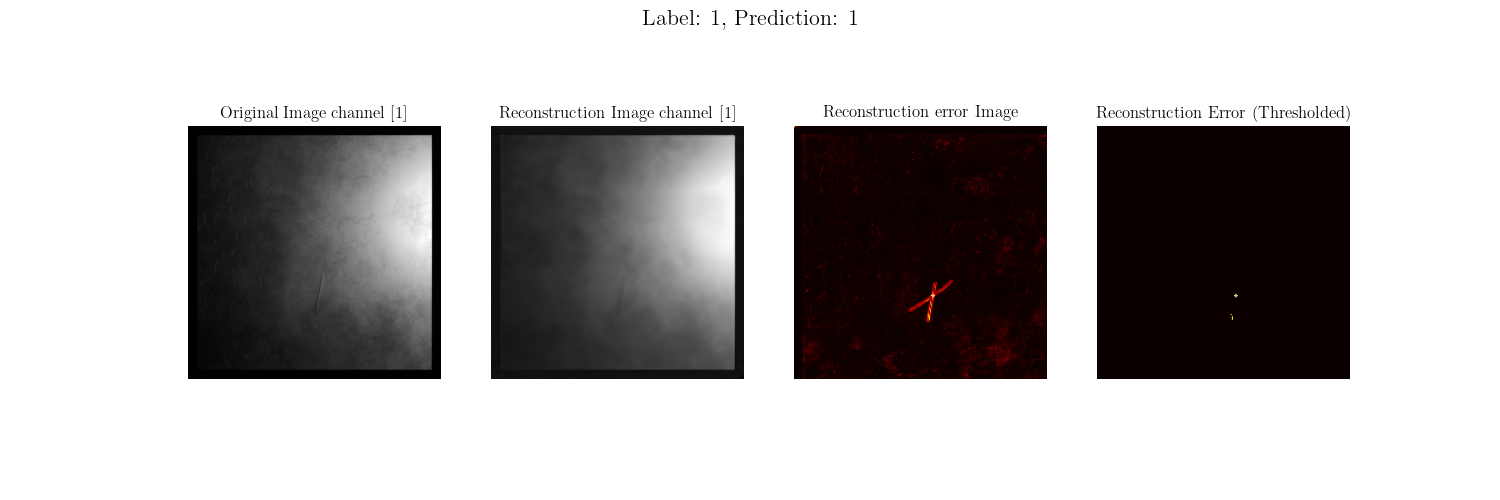 Label: 1, Prediction: 1
Original Image channel [1]
Reconstruction Image channel [1]
Reconstruction error Image
Reconstruction Error (Thresholded)